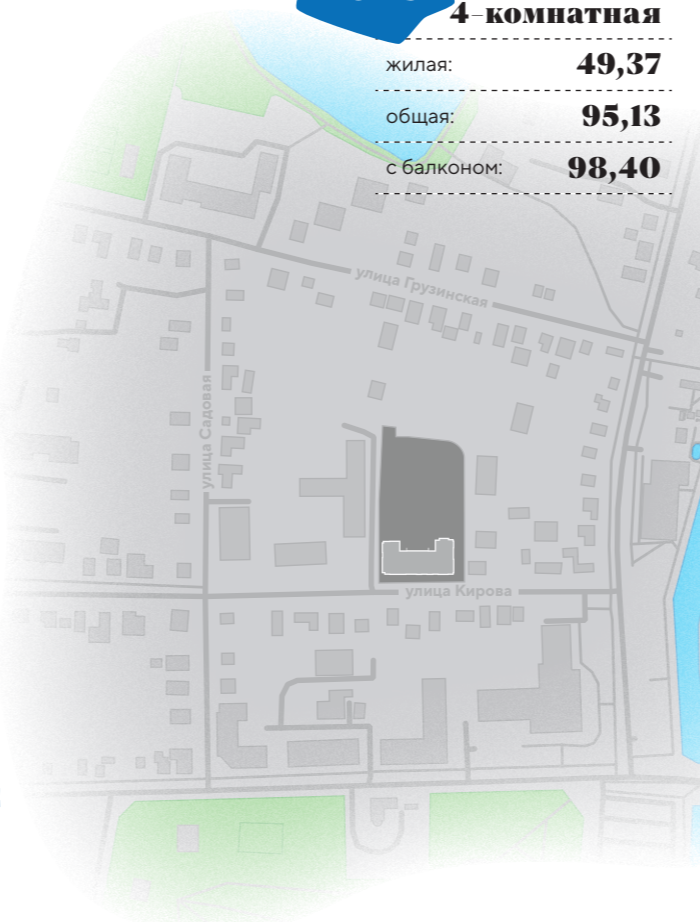 4-комнатная
жилая: 49,37
общая: 95,13
с балконом: 98,40
улица Грузинская
улица Садовая
улица Кирова